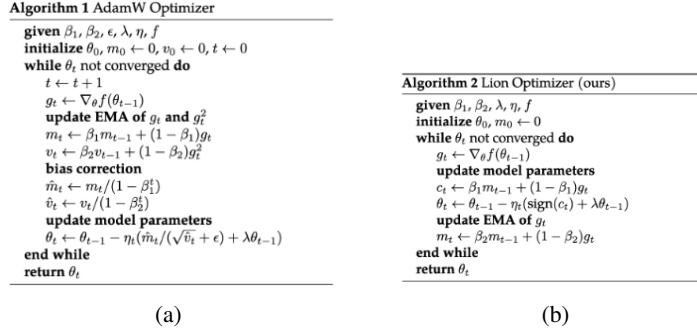 Algorithm 1 AdamW Optimizer
given β₁, β₂, ϵ, λ, η, f
initialize θ₀, m₀ ← 0, v₀ ← 0, t ← 0
while θₜ not converged do
t ← t + 1
gₜ ← ∇_θ f(θₜ₋₁)
update EMA of gₜ and gₜ²
mₜ ← β₁mₜ₋₁ + (1 − β₁)gₜ
vₜ ← β₂vₜ₋₁ + (1 − β₂)gₜ²
bias correction
m̂ₜ ← mₜ/(1 − β₁ᵗ)
v̂ₜ ← vₜ/(1 − β₂ᵗ)
update model parameters
θₜ ← θₜ₋₁ − ηₜ(m̂ₜ/(√v̂ₜ + ϵ) + λθₜ₋₁)
end while
return θₜ
(a)
Algorithm 2 Lion Optimizer (ours)
given β₁, β₂, λ, η, f
initialize θ₀, m₀ ← 0
while θₜ not converged do
gₜ ← ∇_θ f(θₜ₋₁)
update model parameters
cₜ ← β₁mₜ₋₁ + (1 − β₁)gₜ
θₜ ← θₜ₋₁ − ηₜ(sign(cₜ) + λθₜ₋₁)
update EMA of gₜ
mₜ ← β₂mₜ₋₁ + (1 − β₂)gₜ
end while
return θₜ
(b)